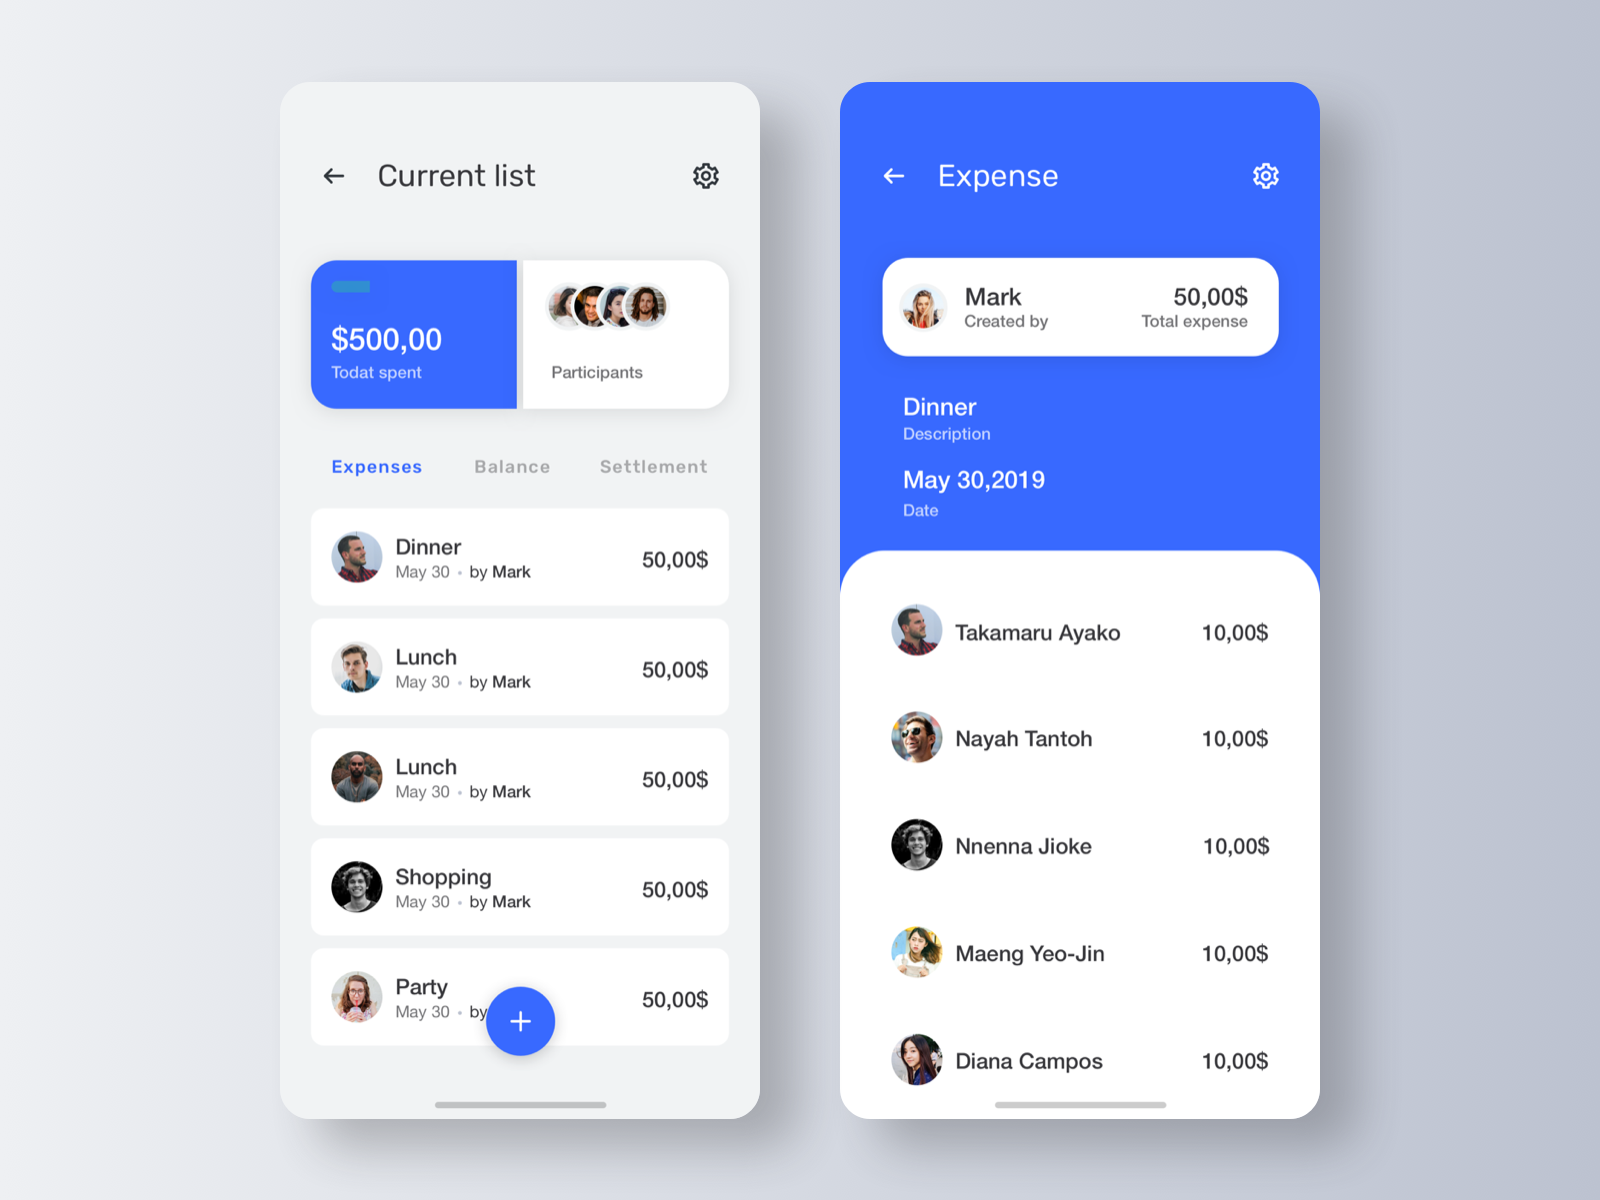 Current list
$500,00
Todat spent
Participants
Expenses Balance Settlement
Dinner
May 30 • by Mark
50,00$
Lunch
May 30 • by Mark
50,00$
Lunch
May 30 • by Mark
50,00$
Shopping
May 30 • by Mark
50,00$
Party
May 30 • by
50,00$
Expense
Mark
Created by
50,00$
Total expense
Dinner
Description
May 30,2019
Date
Takamaru Ayako 10,00$
Nayah Tantoh 10,00$
Nnenna Jioke 10,00$
Maeng Yeo-Jin 10,00$
Diana Campos 10,00$